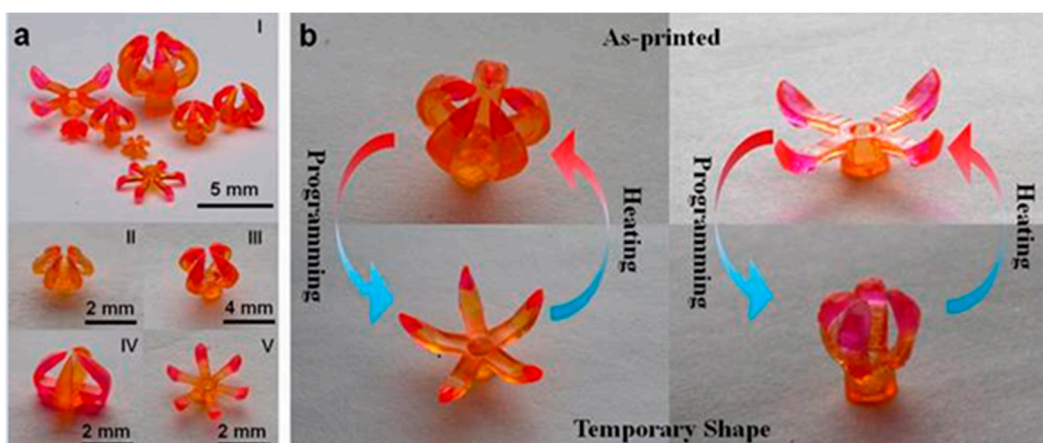 a
I
5 mm
II
2 mm
III
4 mm
IV
2 mm
V
2 mm
b
As-printed
Programming
Heating
Programming
Heating
Temporary Shape